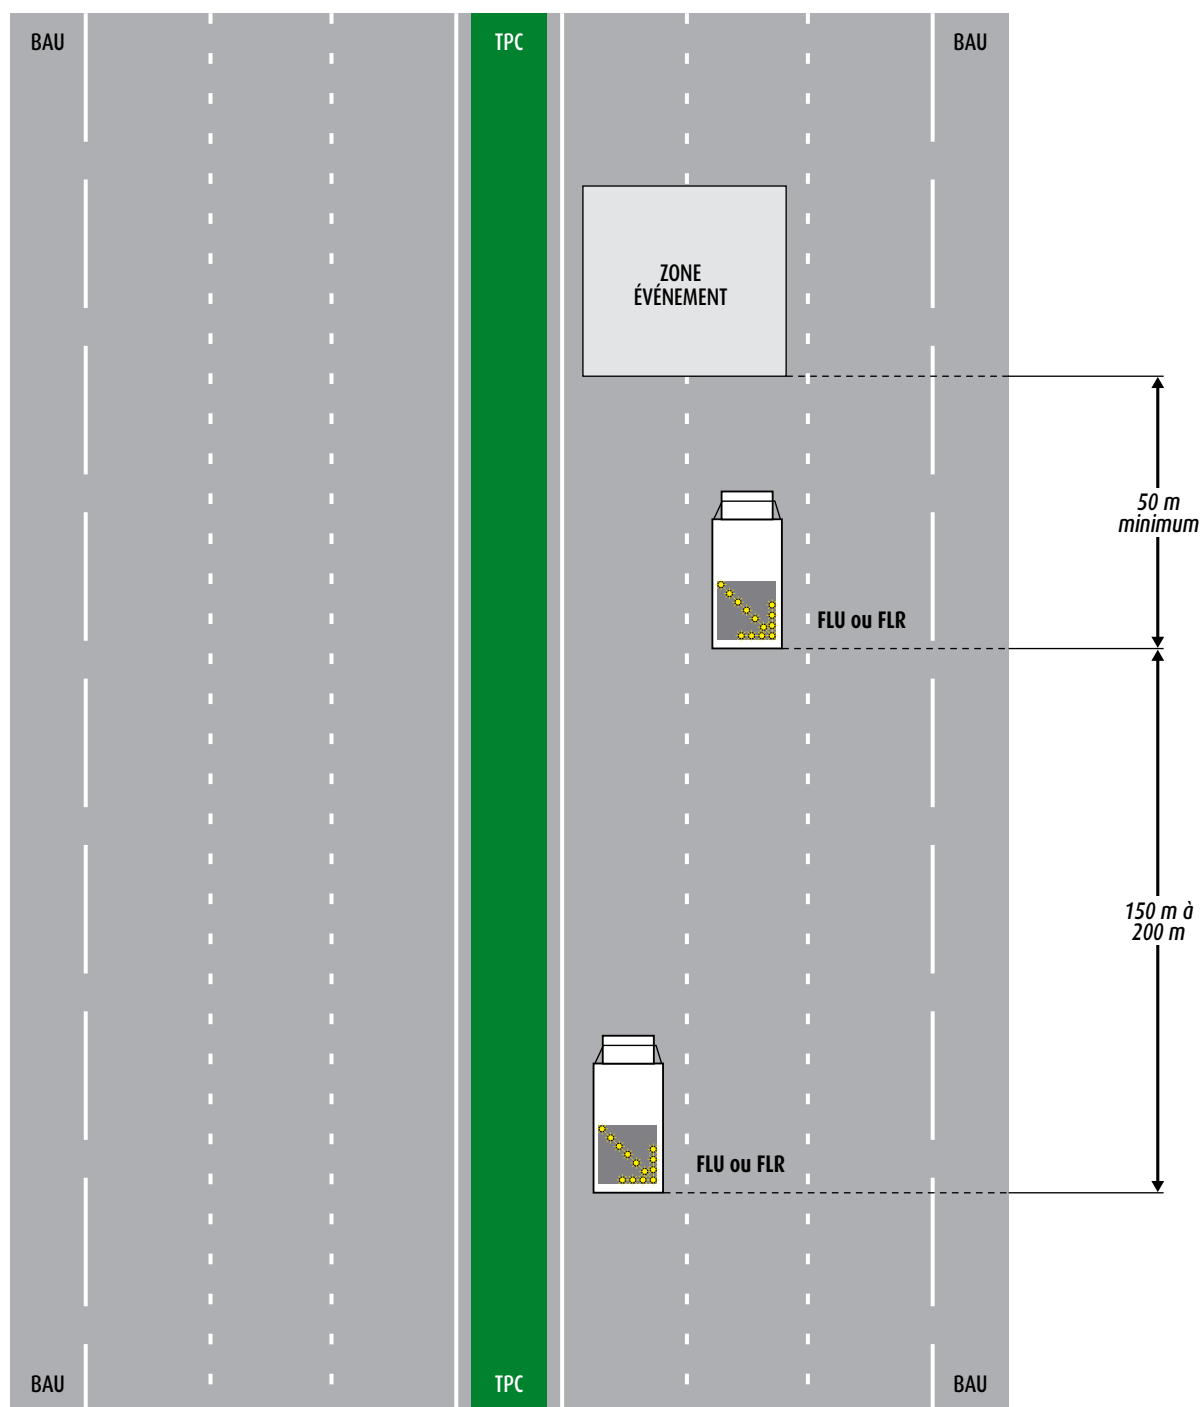 BAU
TPC
BAU
ZONE
ÉVÉNEMENT
50 m
minimum
FLU ou FLR
150 m à
200 m
FLU ou FLR
BAU
TPC
BAU